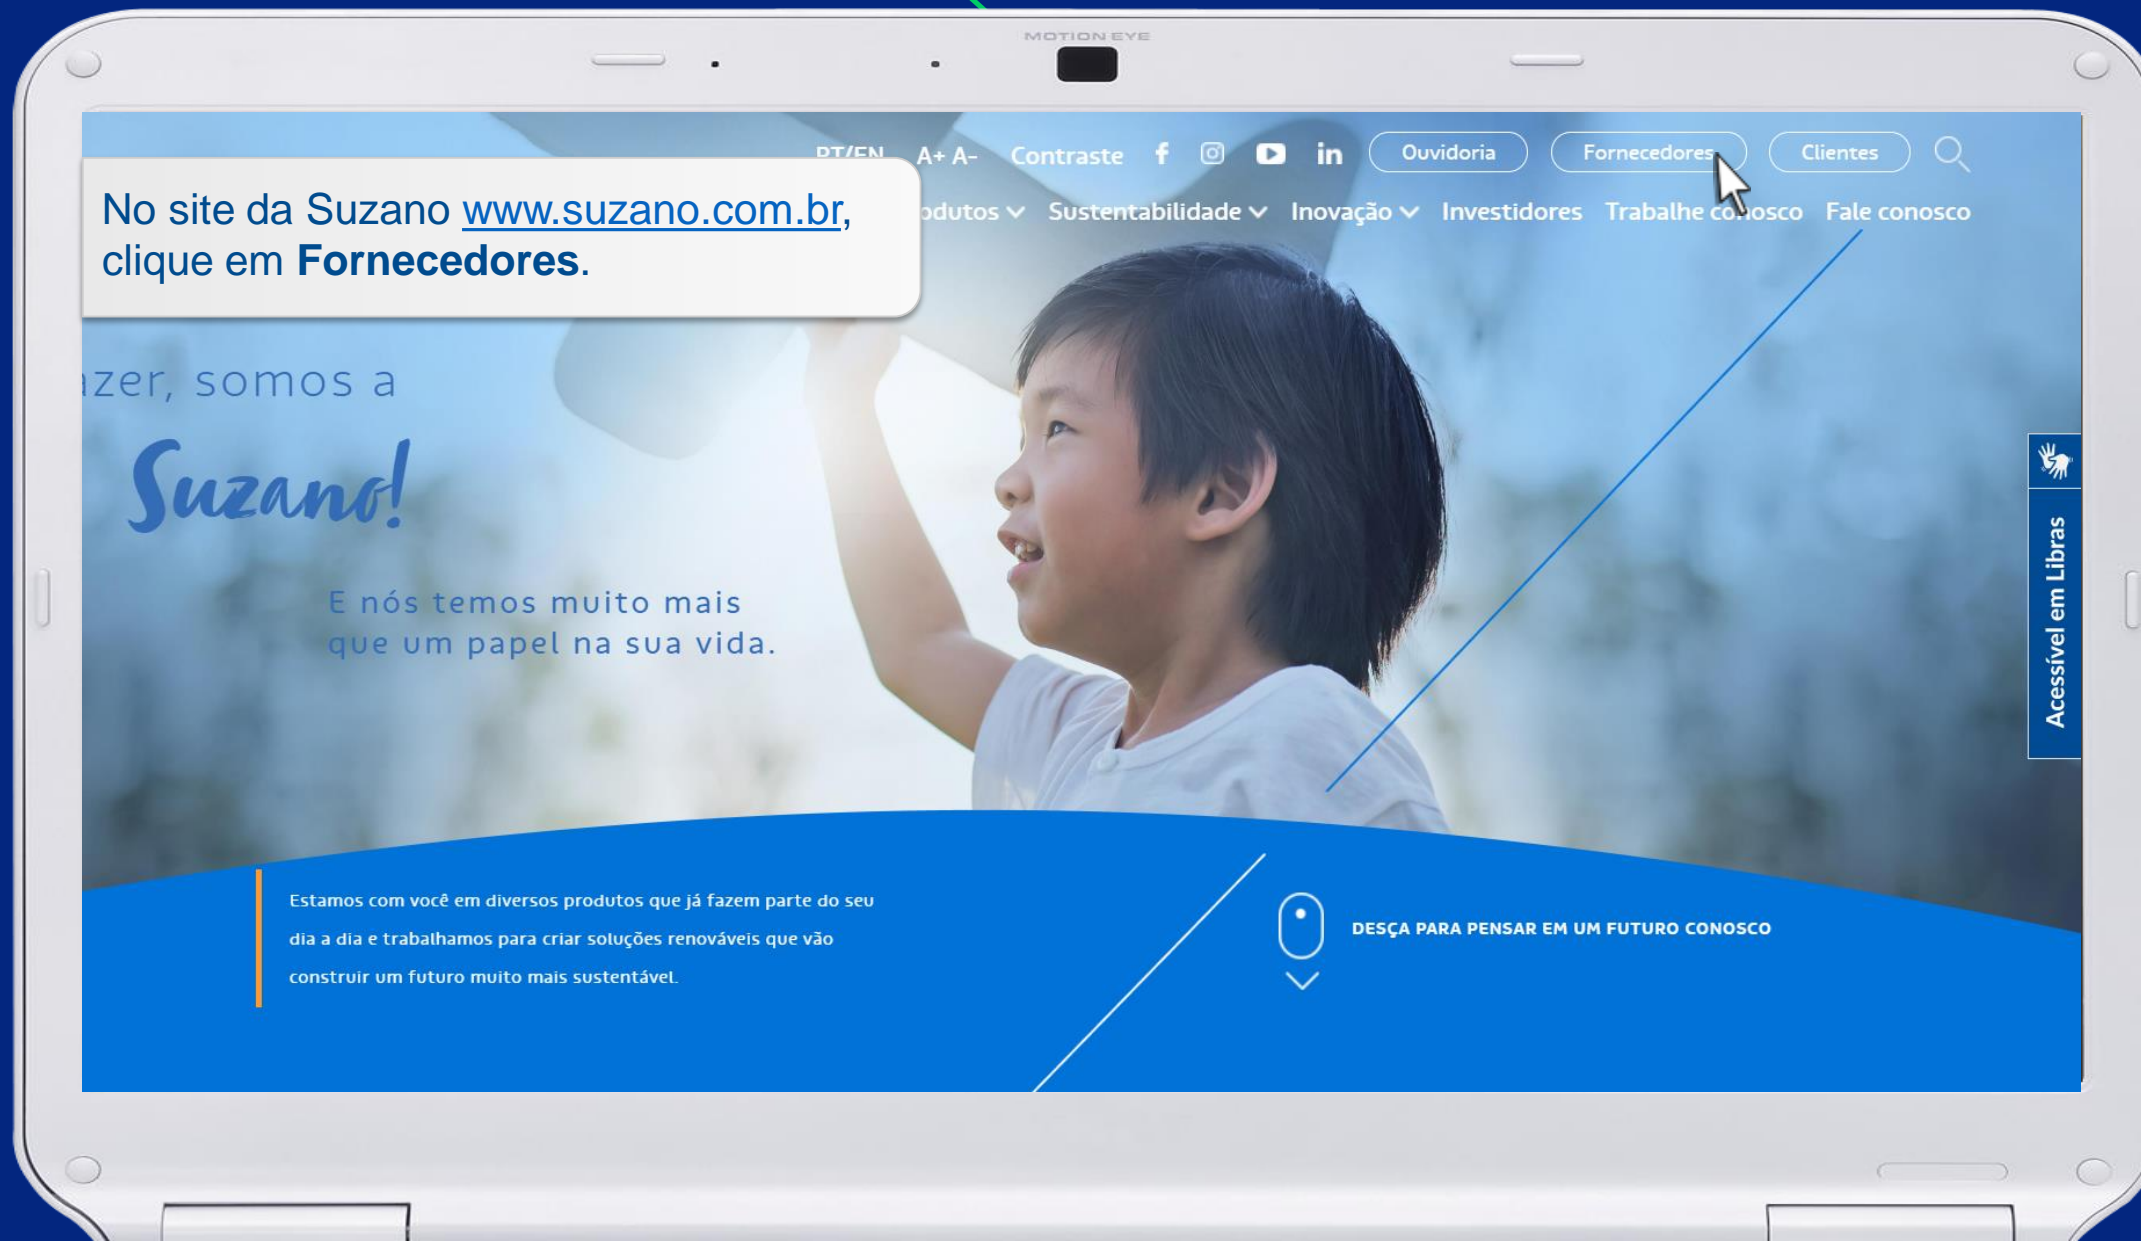 MOTION EYE
PT/EN A+ A- Contraste Ouvidoria Fornecedores Clientes
Sustentabilidade Inovação Investidores Trabalhe conosco Fale conosco
No site da Suzano www.suzano.com.br,
clique em Fornecedores.
somos a
Suzano!
E nós temos muito mais
que um papel na sua vida.
Acessível em Libras
Estamos com você em diversos produtos que já fazem parte do seu
dia a dia e trabalhamos para criar soluções renováveis que vão
construir um futuro muito mais sustentável.
DESÇA PARA PENSAR EM UM FUTURO CONOSCO